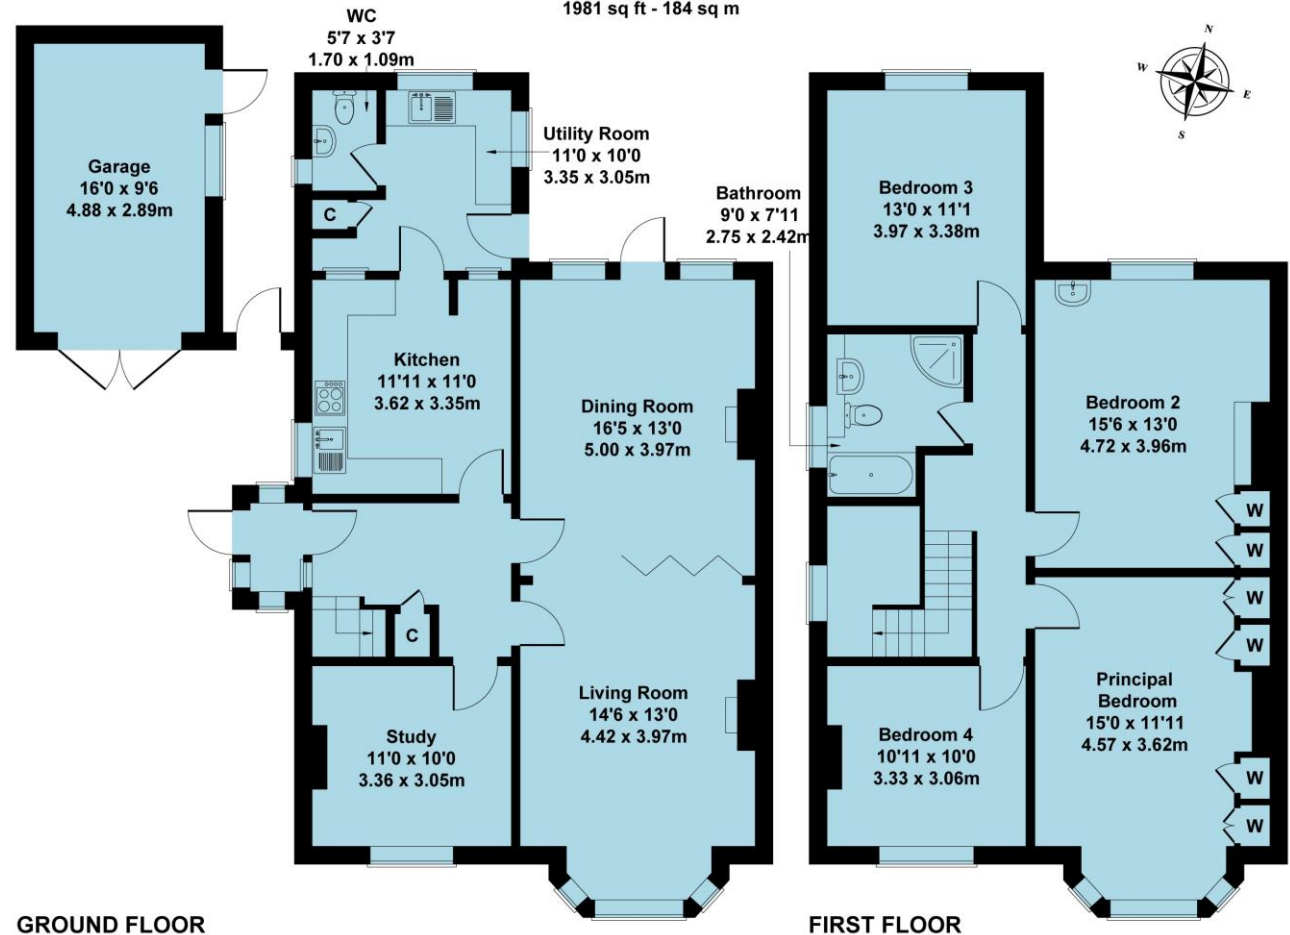 1981 sq ft - 184 sq m
WC
5'7 x 3'7
1.70 x 1.09m
N
W
E
S
Garage
16'0 x 9'6
4.88 x 2.89m
Utility Room
11'0 x 10'0
3.35 x 3.05m
C
Bathroom
9'0 x 7'11
2.75 x 2.42m
Bedroom 3
13'0 x 11'1
3.97 x 3.38m
Kitchen
11'11 x 11'0
3.62 x 3.35m
Dining Room
16'5 x 13'0
5.00 x 3.97m
Bedroom 2
15'6 x 13'0
4.72 x 3.96m
W
W
W
W
C
Study
11'0 x 10'0
3.36 x 3.05m
Living Room
14'6 x 13'0
4.42 x 3.97m
Bedroom 4
10'11 x 10'0
3.33 x 3.06m
Principal
Bedroom
15'0 x 11'11
4.57 x 3.62m
W
W
GROUND FLOOR
FIRST FLOOR